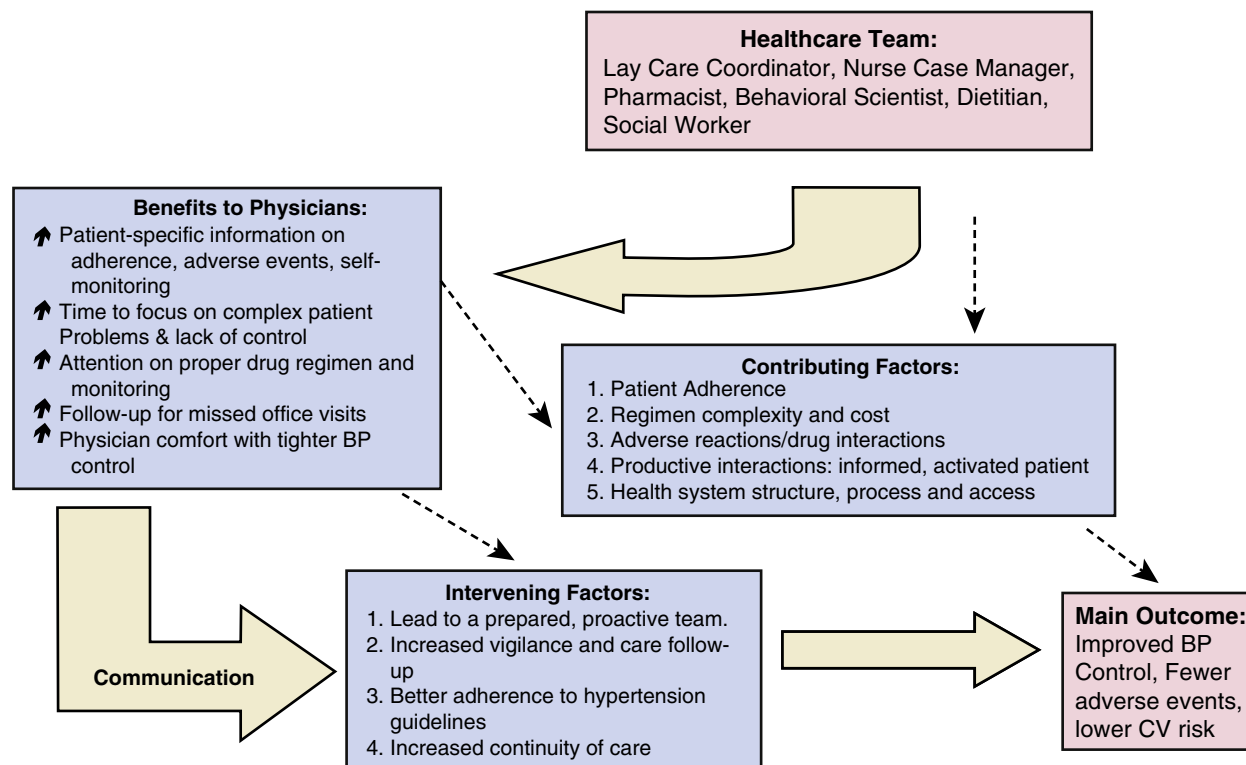 Healthcare Team:
Lay Care Coordinator, Nurse Case Manager,
Pharmacist, Behavioral Scientist, Dietitian,
Social Worker
Benefits to Physicians:
Patient-specific information on
adherence, adverse events, self-
monitoring
Time to focus on complex patient
Problems & lack of control
Attention on proper drug regimen and
monitoring
Follow-up for missed office visits
Physician comfort with tighter BP
control
Contributing Factors:
1. Patient Adherence
2. Regimen complexity and cost
3. Adverse reactions/drug interactions
4. Productive interactions: informed, activated patient
5. Health system structure, process and access
Communication
Intervening Factors:
1. Lead to a prepared, proactive team.
2. Increased vigilance and care follow-
up
3. Better adherence to hypertension
guidelines
4. Increased continuity of care
Main Outcome:
Improved BP
Control, Fewer
adverse events,
lower CV risk